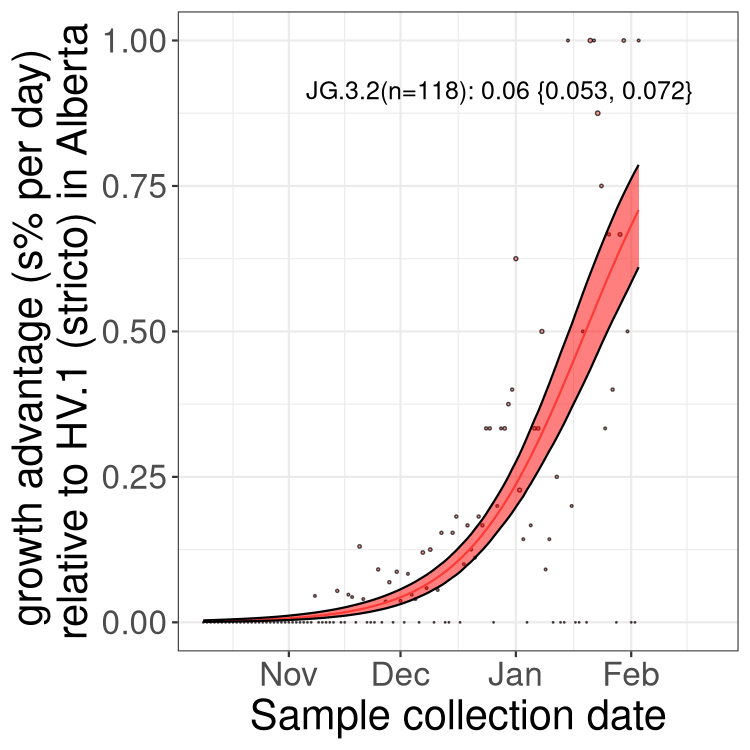 growth advantage (s% per day)
relative to HV.1 (stricto) in Alberta
1.00
0.75
0.50
0.25
0.00
JG.3.2(n=118): 0.06 {0.053, 0.072}
Nov Dec Jan Feb
Sample collection date